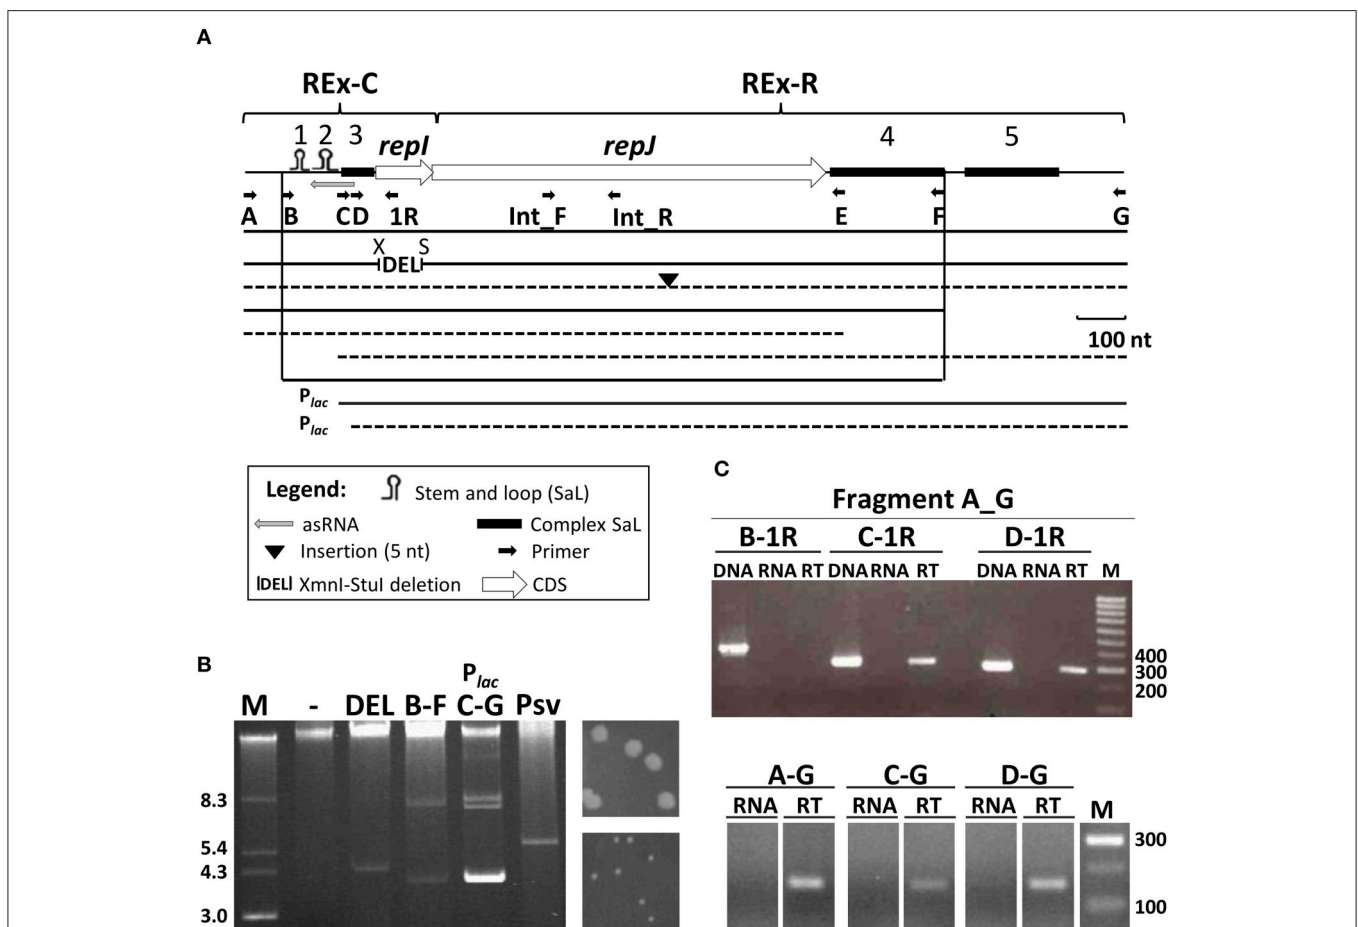 A
REx-C REx-R
1 2 3 repI repJ 4 5
A B CD 1R Int_F Int_R E F G
X S
DEL
100 nt
Plac
Plac
Legend:
Stem and loop (SaL)
asRNA
Complex SaL
Insertion (5 nt)
Primer
|DEL| XmnI-StuI deletion
CDS
B
Plac
M - DEL B-F C-G Psv
8.3
5.4
4.3
3.0
C
Fragment A_G
B-1R C-1R D-1R
DNA RNA RT DNA RNA RT DNA RNA RT M
400
300
200
A-G C-G D-G
RNA RT RNA RT RNA RT M
300
100